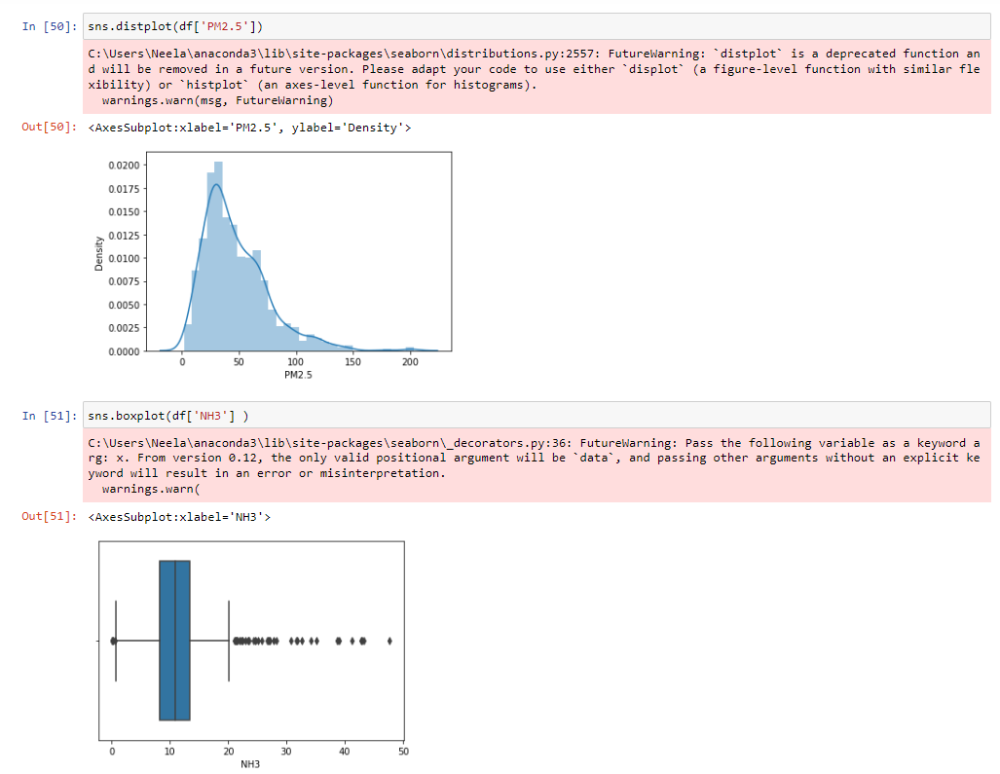 In [50]: sns.distplot(df['PM2.5'])
C:\Users\Neela\anaconda3\lib\site-packages\seaborn\distributions.py:2557: FutureWarning: `distplot` is a deprecated function an
d will be removed in a future version. Please adapt your code to use either `displot` (a figure-level function with similar fle
xibility) or `histplot` (an axes-level function for histograms).
warnings.warn(msg, FutureWarning)
Out[50]: <AxesSubplot:xlabel='PM2.5', ylabel='Density'>
0.0200
0.0175
0.0150
0.0125
0.0100
0.0075
0.0050
0.0025
0.0000
Density
0 50 100 150 200
PM2.5
In [51]: sns.boxplot(df['NH3'] )
C:\Users\Neela\anaconda3\lib\site-packages\seaborn\_decorators.py:36: FutureWarning: Pass the following variable as a keyword a
rg: x. From version 0.12, the only valid positional argument will be `data`, and passing other arguments without an explicit ke
yword will result in an error or misinterpretation.
warnings.warn(
Out[51]: <AxesSubplot:xlabel='NH3'>
0 10 20 30 40 50
NH3